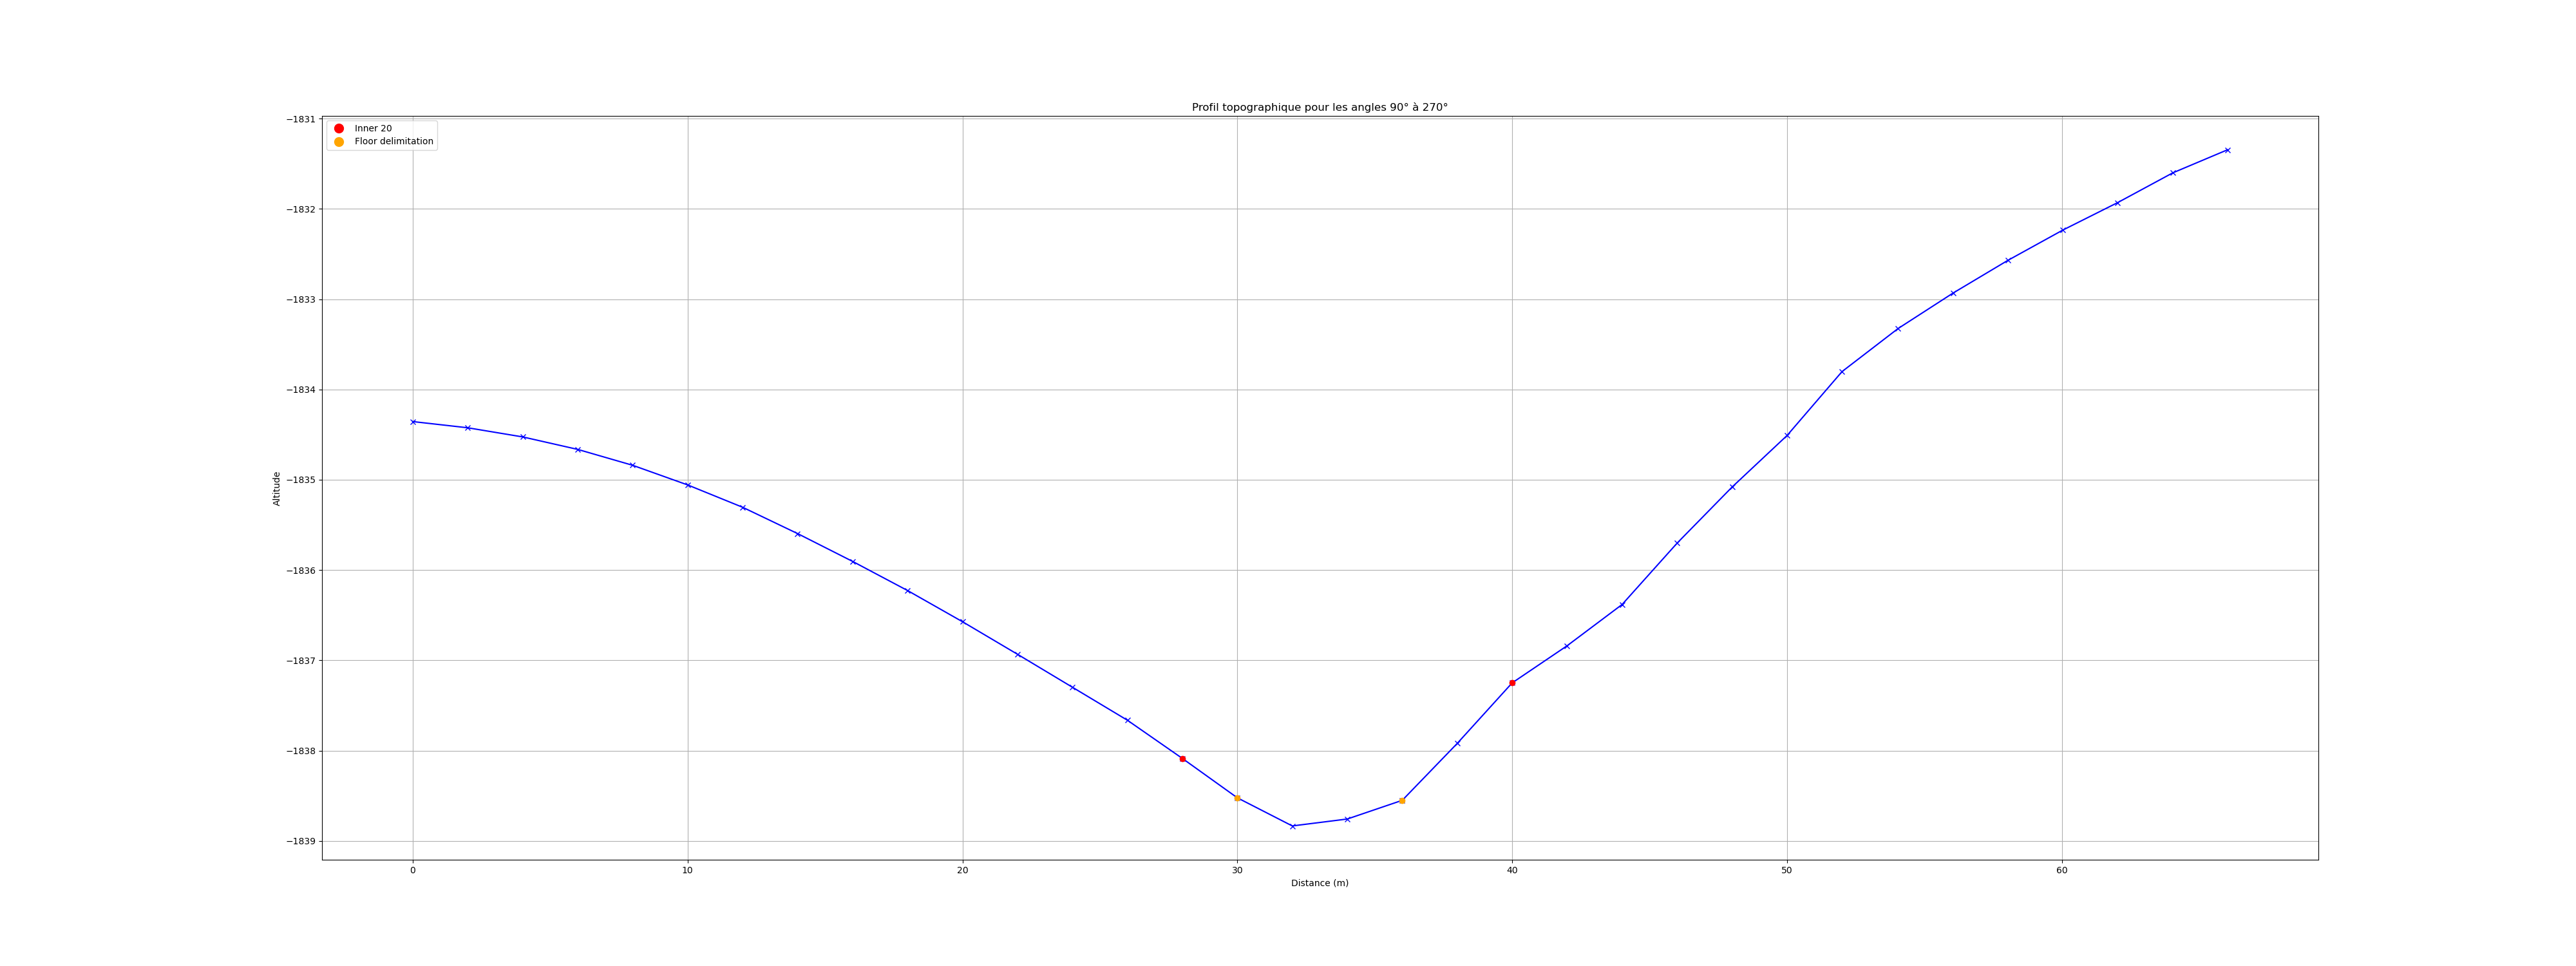 Profil topographique pour les angles 90° à 270°
Inner 20
Floor delimitation
Altitude
−1831
−1832
−1833
−1834
−1835
−1836
−1837
−1838
−1839
0 10 20 30 40 50 60
Distance (m)